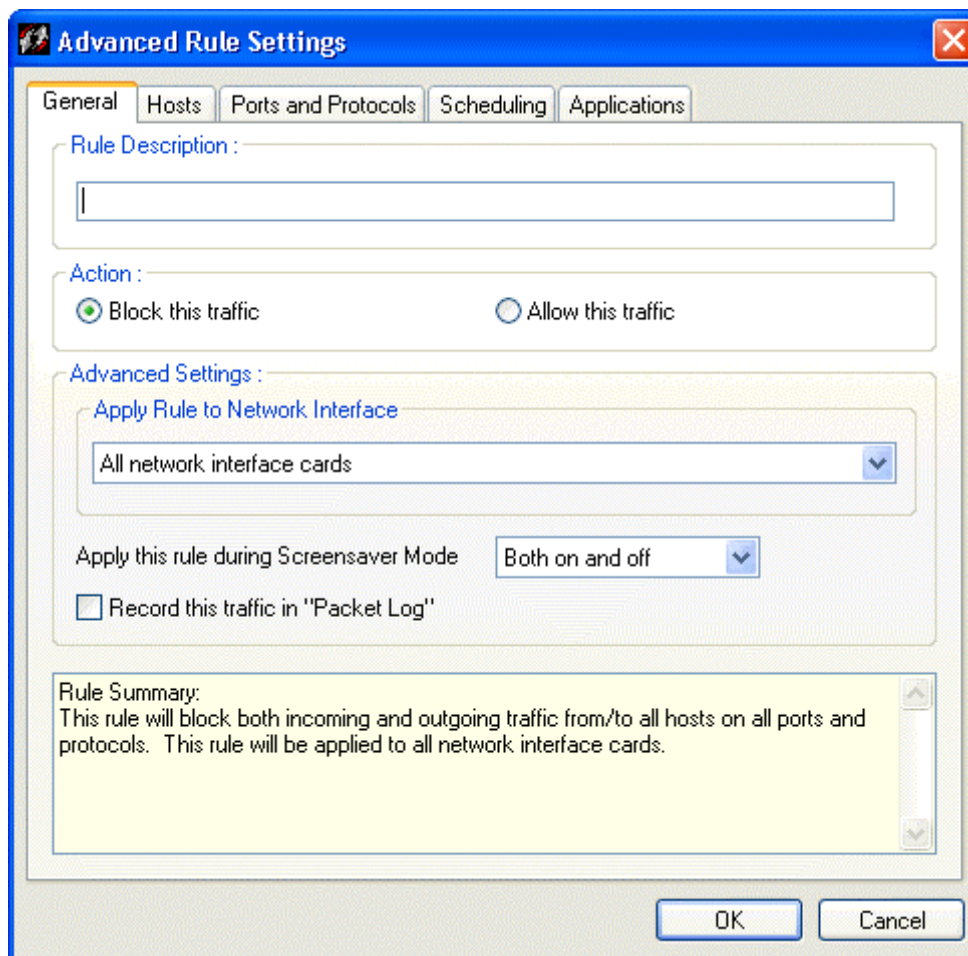 Advanced Rule Settings
General Hosts Ports and Protocols Scheduling Applications
Rule Description :
Action :
Block this traffic Allow this traffic
Advanced Settings :
Apply Rule to Network Interface
All network interface cards
Apply this rule during Screensaver Mode Both on and off
Record this traffic in "Packet Log"
Rule Summary:
This rule will block both incoming and outgoing traffic from/to all hosts on all ports and
protocols.  This rule will be applied to all network interface cards.
OK Cancel